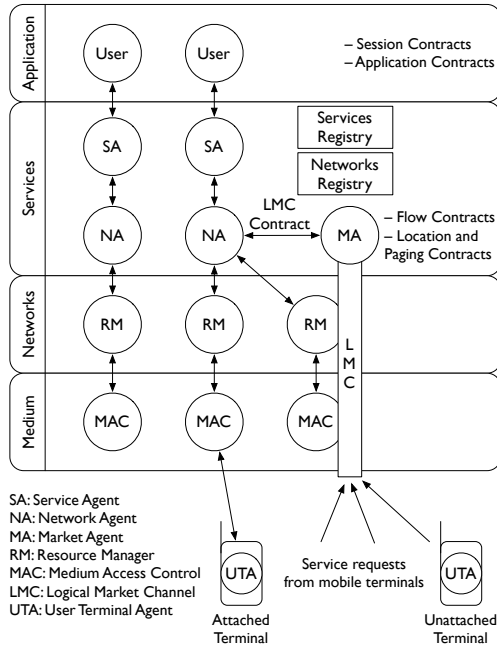 Application
User
User
– Session Contracts
– Application Contracts
Services
SA
SA
Services
Registry
Networks
Registry
LMC
Contract
NA
NA
MA
– Flow Contracts
– Location and
Paging Contracts
Networks
RM
RM
RM
L
M
C
Medium
MAC
MAC
MAC
SA: Service Agent
NA: Network Agent
MA: Market Agent
RM: Resource Manager
MAC: Medium Access Control
LMC: Logical Market Channel
UTA: User Terminal Agent
UTA
Attached
Terminal
Service requests
from mobile terminals
UTA
Unattached
Terminal